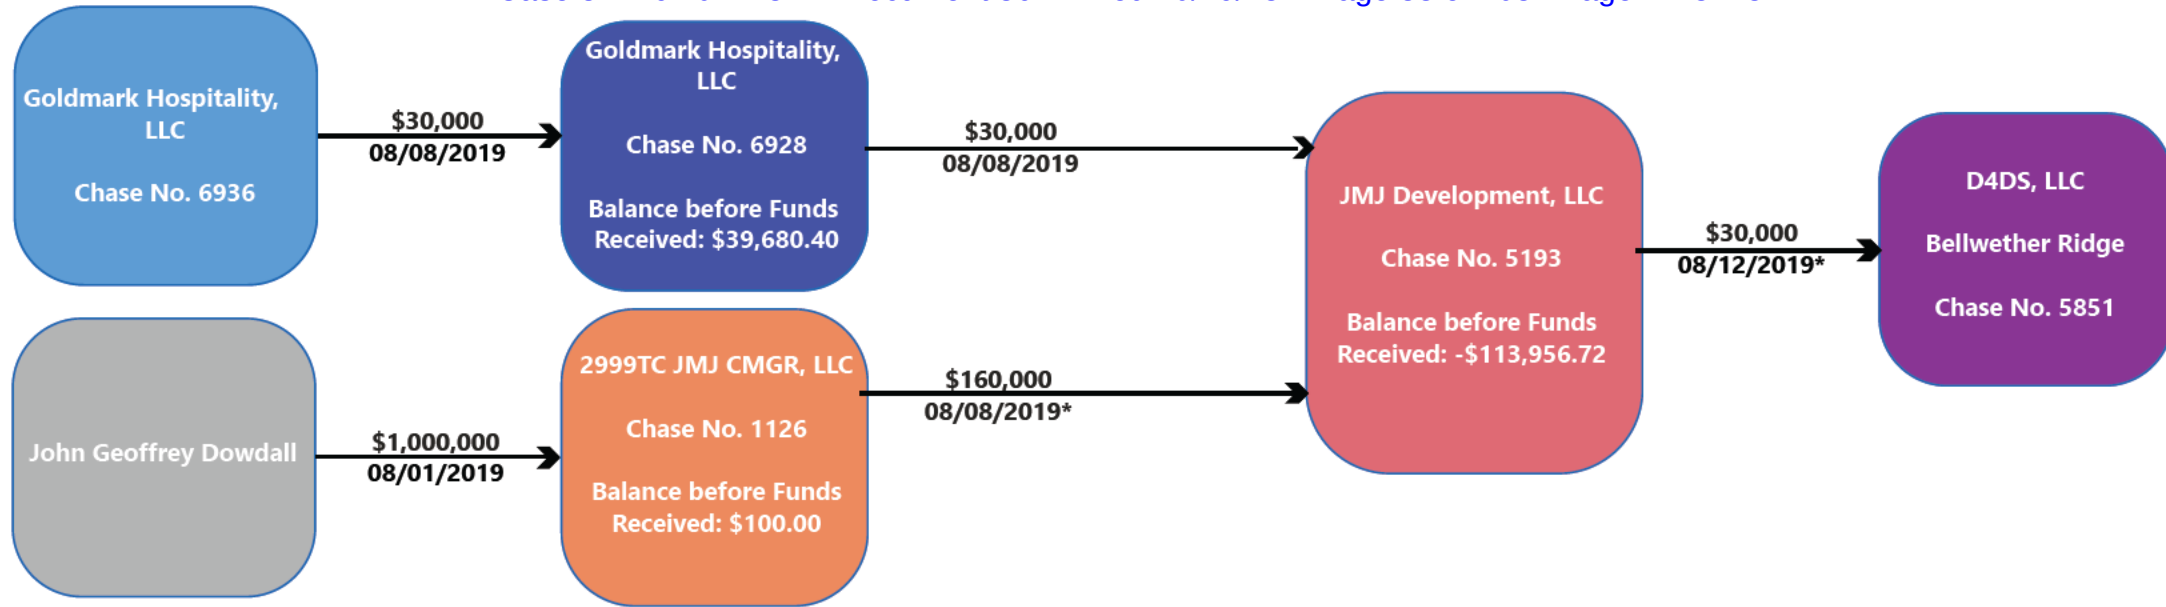 Goldmark Hospitality,
LLC
Chase No. 6936
$30,000
08/08/2019
Goldmark Hospitality,
LLC
Chase No. 6928
Balance before Funds
Received: $39,680.40
$30,000
08/08/2019
John Geoffrey Dowdall
$1,000,000
08/01/2019
2999TC JMJ CMGR, LLC
Chase No. 1126
Balance before Funds
Received: $100.00
$160,000
08/08/2019*
JMJ Development, LLC
Chase No. 5193
Balance before Funds
Received: -$113,956.72
$30,000
08/12/2019*
D4DS, LLC
Bellwether Ridge
Chase No. 5851